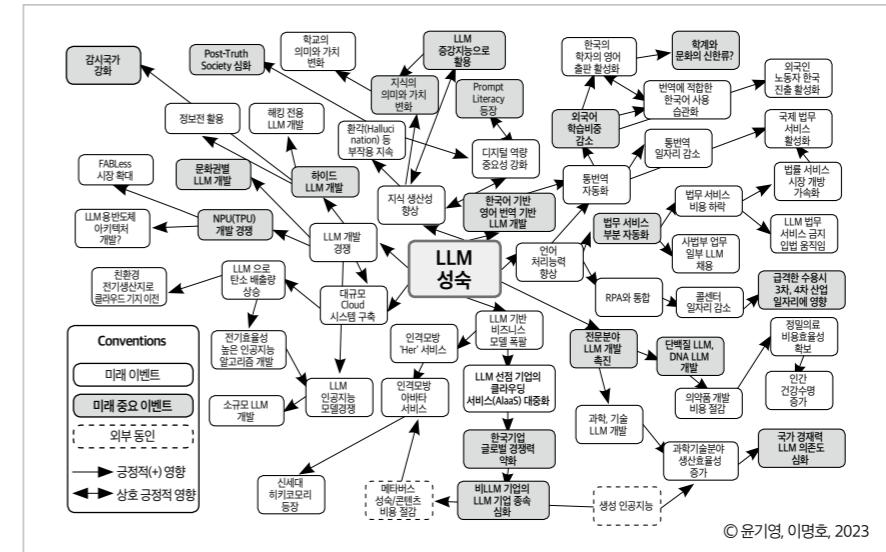 감시국가
강화
Post-Truth
Society 심화
학교의
의미와 가치
변화
LLM
증강지능으로
활용
지식의
의미와 가치
변화
Prompt
Literacy
등장
한국의
학자의 영어
출판 활성화
학계와
문화의 신한류?
외국인
노동자 한국
진출 활성화
번역에 적합한
한국어 사용
습관화
외국어
학습비중
감소
국제 법무
서비스
활성화
정보전 활용
해킹 전용
LLM 개발
환각(Halluci
nation) 등
부작용 지속
디지털 역량
중요성 강화
통번역
일자리 감소
통번역
자동화
법률 서비스
시장 개방
가속화
FABLess
시장 확대
문화권별
LLM 개발
하이드
LLM 개발
지식 생산성
향상
한국어 기반
영어 번역 기반
LLM 개발
법무 서비스
비용 하락
법무 서비스
부분 자동화
LLM 법무
서비스 금지
입법 움직임
사법부 업무
일부 LLM
채용
LLM용반도체
아키텍처
개발?
NPU(TPU)
개발 경쟁
LLM 개발
경쟁
LLM
성숙
언어
처리능력
향상
RPA와 통합
콜센터
일자리 감소
급격한 수용시
3차, 4차 산업
일자리에 영향
친환경
전기생산지로
클라우드 기지 이전
LLM 으로
탄소 배출량
상승
대규모
Cloud
시스템 구축
LLM 기반
비즈니스
모델 폭팔
인격모방
'Her' 서비스
전문분야
LLM 개발
촉진
단백질 LLM,
DNA LLM
개발
정밀의료
비용효율성
확보
인간
건강수명
증가
의약품 개발
비용 절감
전기효율성
높은 인공지능
알고리즘 개발
소규모 LLM
개발
LLM
인공지능
모델경쟁
인격모방
아바타
서비스
LLM 선점 기업의
클라우딩
서비스(AIaaS) 대중화
과학, 기술
LLM 개발
한국기업
글로벌 경쟁력
약화
과학기술분야
생산효율성
증가
국가 경재력
LLM 의존도
심화
신세대
히키코모리
등장
메타버스
성숙/콘텐츠
비용 절감
비LLM 기업의
LLM 기업 종속
심화
생성 인공지능
Conventions
미래 이벤트
미래 중요 이벤트
외부 동인
긍정적(+) 영향
상호 긍정적 영향
© 윤기영, 이명호, 2023